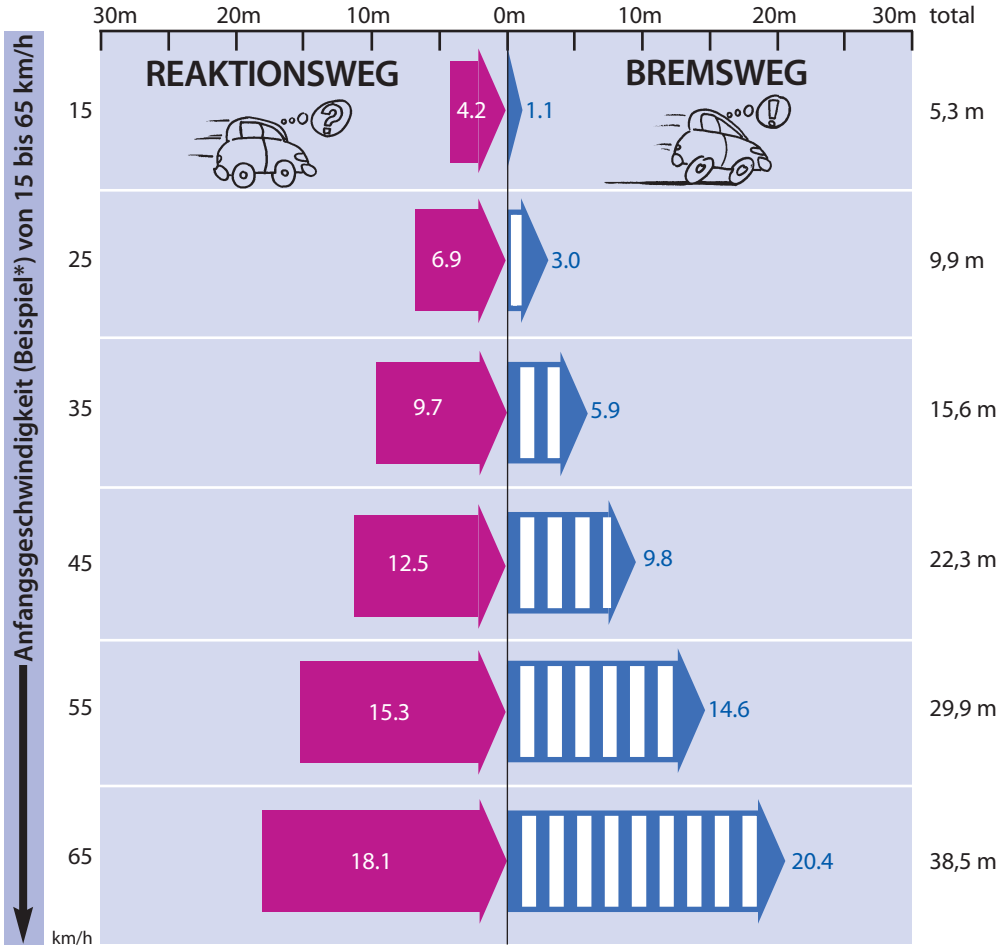 30m 20m 10m 0m 10m 20m 30m total
Anfangsgeschwindigkeit (Beispiel*) von 15 bis 65 km/h
REAKTIONSWEG BREMSWEG
? !
15 4.2 1.1 5,3 m
25 6.9 3.0 9,9 m
35 9.7 5.9 15,6 m
45 12.5 9.8 22,3 m
55 15.3 14.6 29,9 m
65 18.1 20.4 38,5 m
km/h